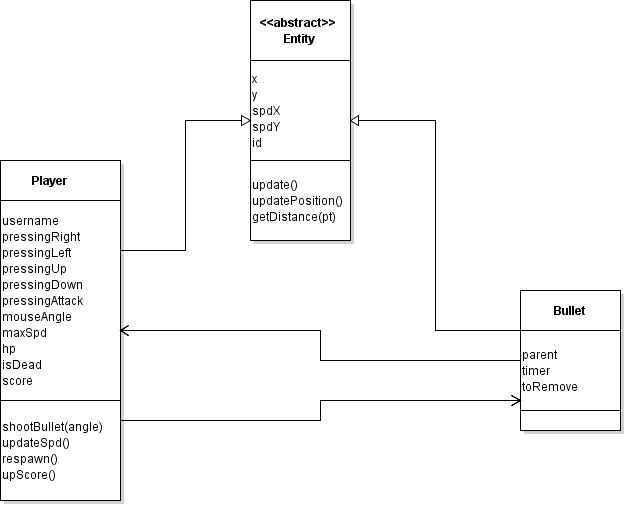 <<abstract>>
Entity
x
y
spdX
spdY
id
update()
updatePosition()
getDistance(pt)
Player
username
pressingRight
pressingLeft
pressingUp
pressingDown
pressingAttack
mouseAngle
maxSpd
hp
isDead
score
shootBullet(angle)
updateSpd()
respawn()
upScore()
Bullet
parent
timer
toRemove